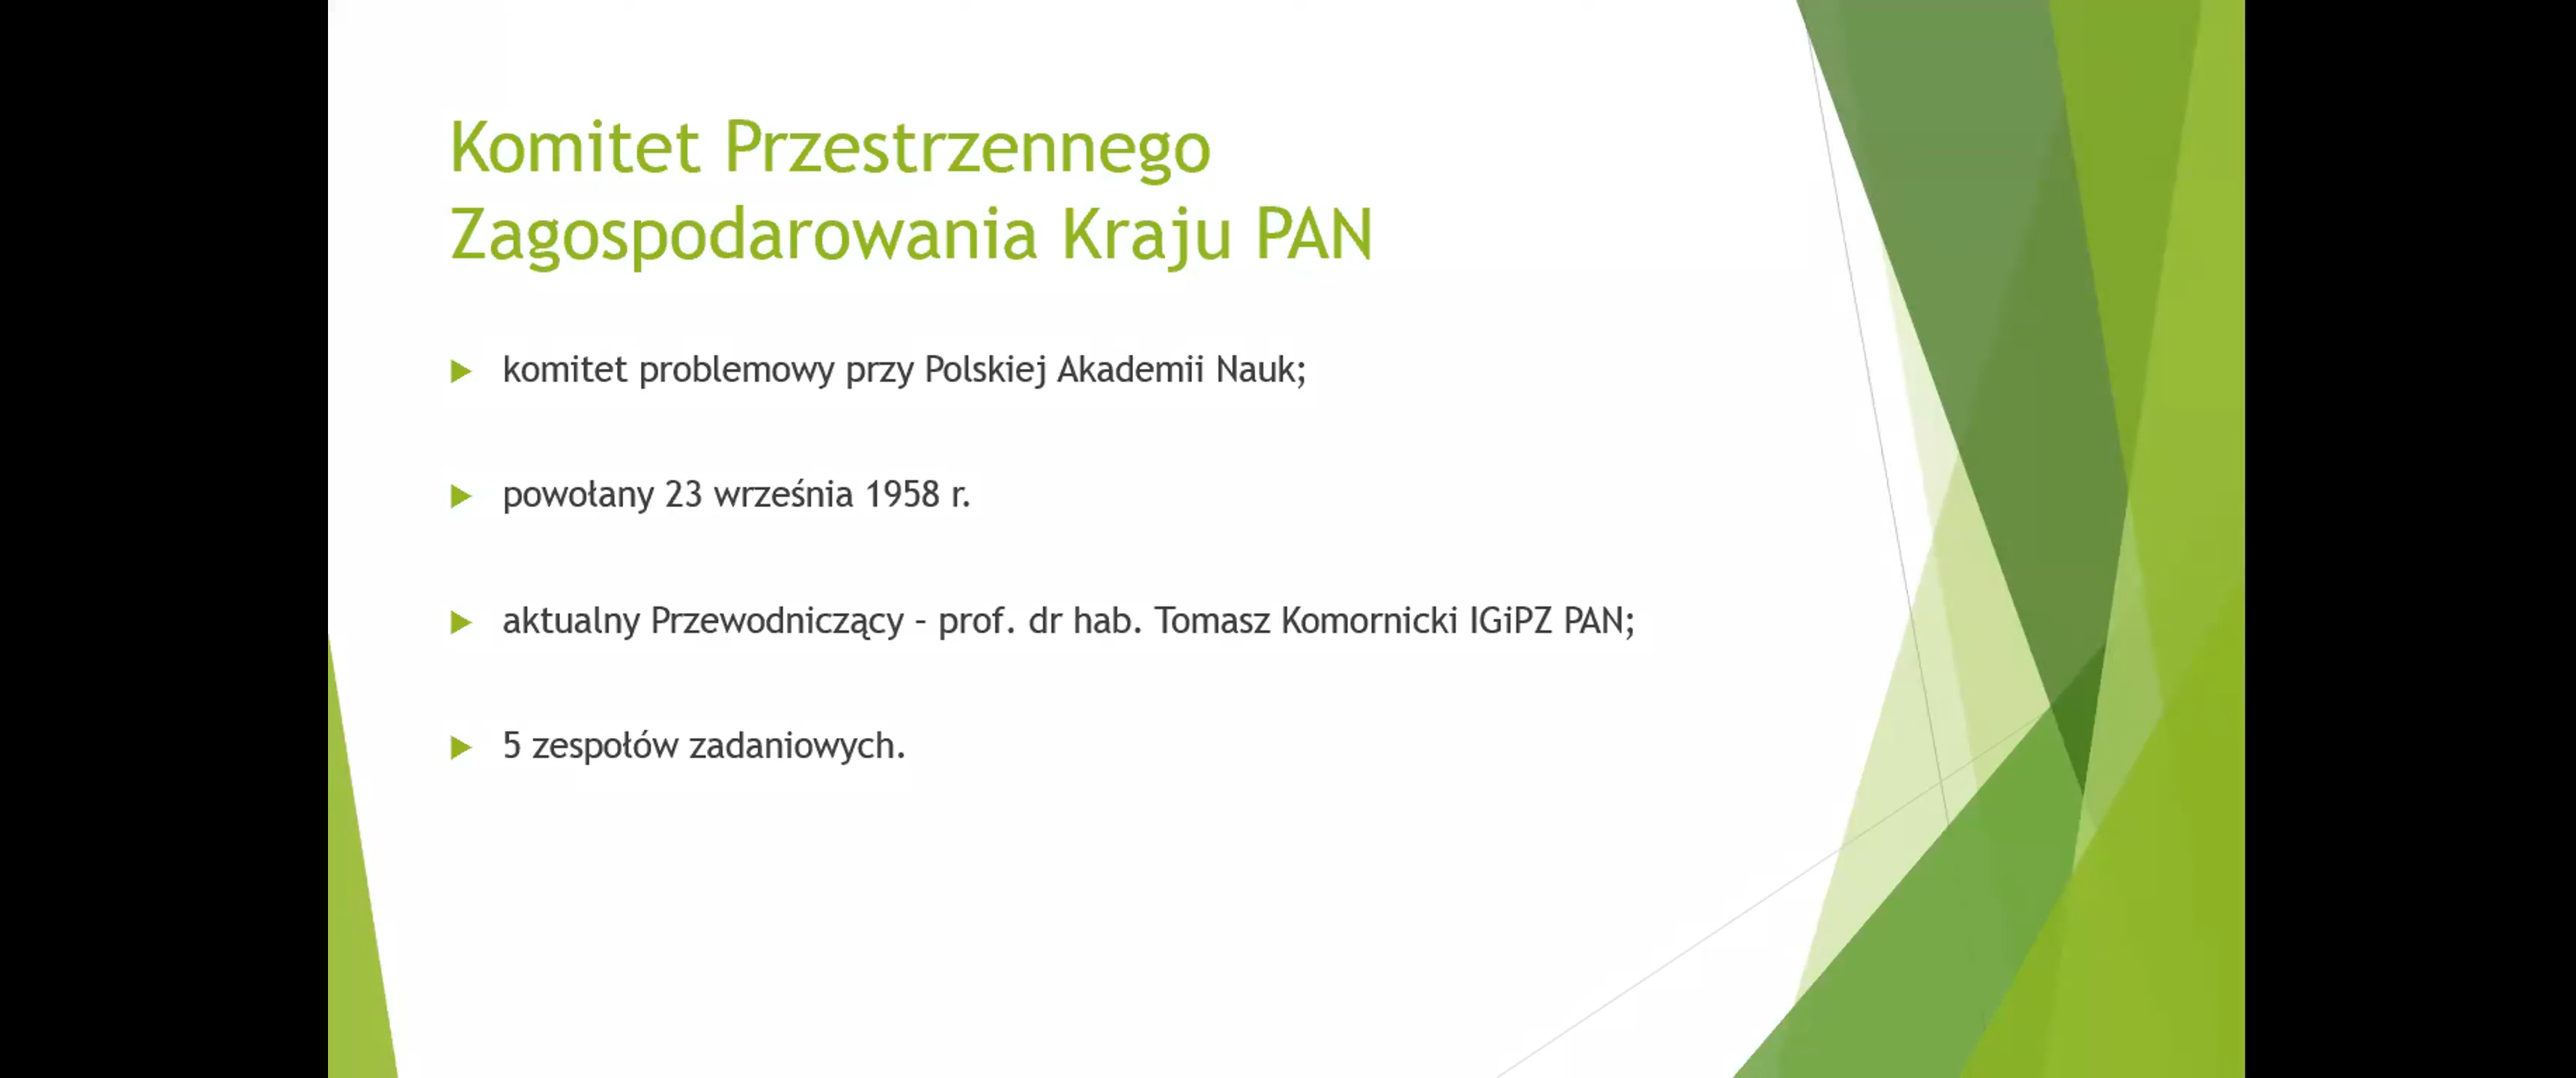 Komitet Przestrzennego
Zagospodarowania Kraju PAN
komitet problemowy przy Polskiej Akademii Nauk;
powołany 23 września 1958 r.
aktualny Przewodniczący – prof. dr hab. Tomasz Komornicki IGiPZ PAN;
5 zespołów zadaniowych.